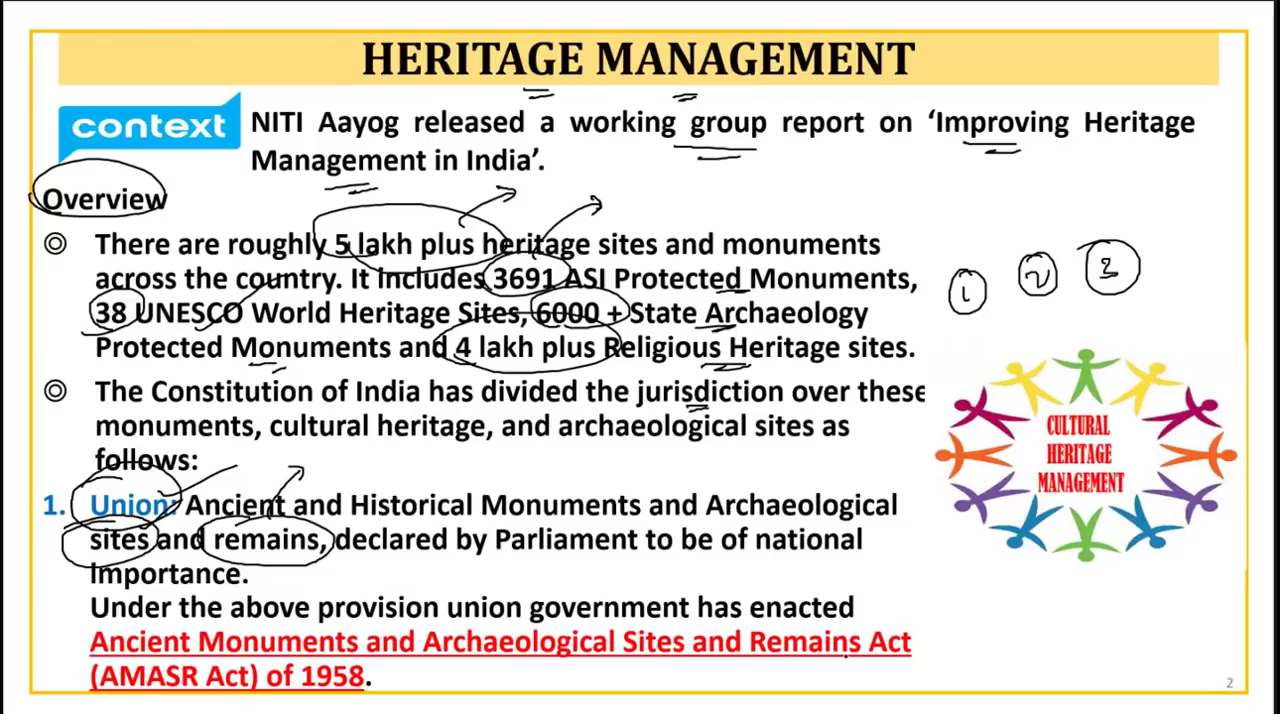 HERITAGE MANAGEMENT
context
NITI Aayog released a working group report on ‘Improving Heritage
Management in India’.
Overview
There are roughly 5 lakh plus heritage sites and monuments
across the country. It includes 3691 ASI Protected Monuments,
38 UNESCO World Heritage Sites, 6000 + State Archaeology
Protected Monuments and 4 lakh plus Religious Heritage sites.
1 2 3
The Constitution of India has divided the jurisdiction over these
monuments, cultural heritage, and archaeological sites as
follows:
CULTURAL
HERITAGE
MANAGEMENT
1. Union: Ancient and Historical Monuments and Archaeological
sites and remains, declared by Parliament to be of national
importance.
Under the above provision union government has enacted
Ancient Monuments and Archaeological Sites and Remains Act
(AMASR Act) of 1958.
2